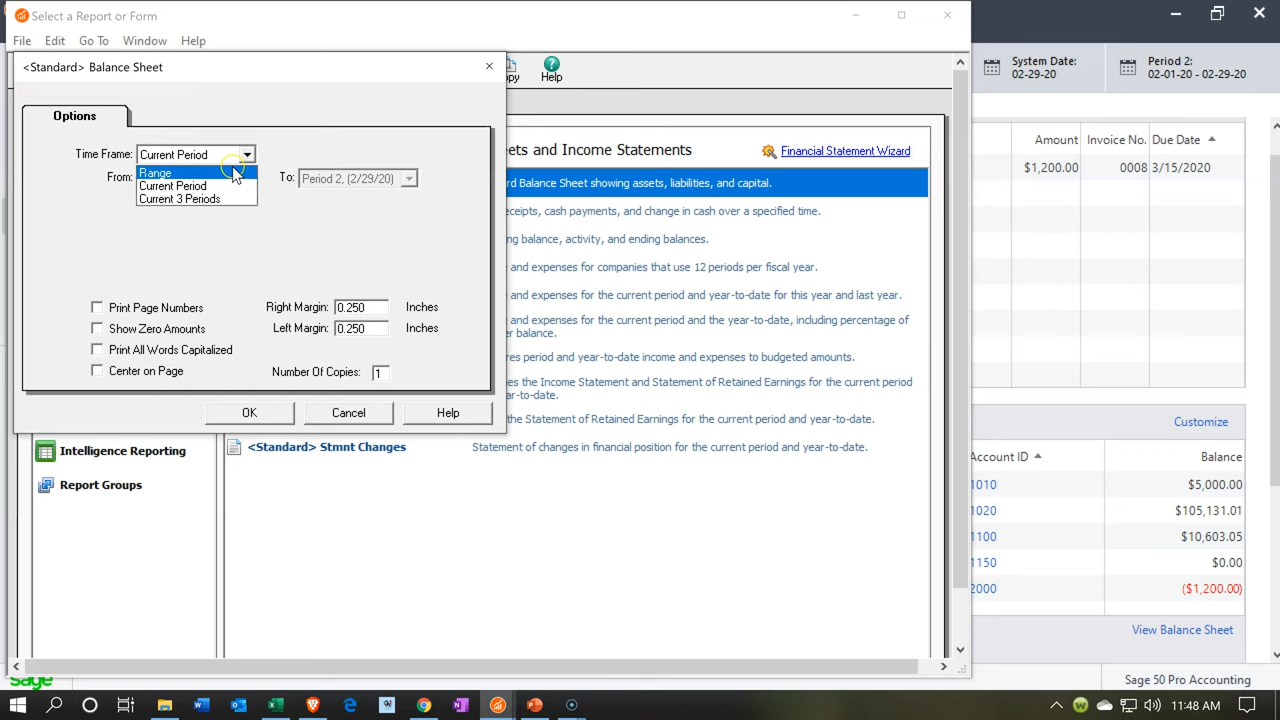 Select a Report or Form
File Edit Go To Window Help
<Standard> Balance Sheet
Options
Time Frame: Current Period
Range
Current Period
Current 3 Periods
From:
To: Period 2, (2/29/20)
Print Page Numbers
Show Zero Amounts
Print All Words Capitalized
Center on Page
Right Margin: 0.250 Inches
Left Margin: 0.250 Inches
Number Of Copies: 1
OK Cancel Help
Help
and Income Statements
Financial Statement Wizard
Balance Sheet showing assets, liabilities, and capital.
cash payments, and change in cash over a specified time.
balance, activity, and ending balances.
and expenses for companies that use 12 periods per fiscal year.
and expenses for the current period and year-to-date for this year and last year.
and expenses for the current period and the year-to-date, including percentage of
balance.
period and year-to-date income and expenses to budgeted amounts.
the Income Statement and Statement of Retained Earnings for the current period
the Statement of Retained Earnings for the current period and year-to-date.
<Standard> Stmnt Changes Statement of changes in financial position for the current period and year-to-date.
Intelligence Reporting
Report Groups
System Date:
02-29-20
Period 2:
02-01-20 - 02-29-20
Amount Invoice No. Due Date
$1,200.00 0008 3/15/2020
Customize
Account ID Balance
1010 $5,000.00
1020 $105,131.01
1100 $10,603.05
1150 $0.00
2000 ($1,200.00)
View Balance Sheet
Sage 50 Pro Accounting
sage
11:48 AM